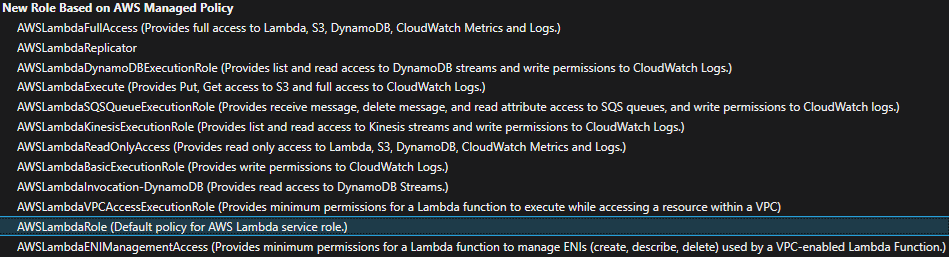 New Role Based on AWS Managed Policy
AWSLambdaFullAccess (Provides full access to Lambda, S3, DynamoDB, CloudWatch Metrics and Logs.)
AWSLambdaReplicator
AWSLambdaDynamoDBExecutionRole (Provides list and read access to DynamoDB streams and write permissions to CloudWatch Logs.)
AWSLambdaExecute (Provides Put, Get access to S3 and full access to CloudWatch Logs.)
AWSLambdaSQSQueueExecutionRole (Provides receive message, delete message, and read attribute access to SQS queues, and write permissions to CloudWatch logs.)
AWSLambdaKinesisExecutionRole (Provides list and read access to Kinesis streams and write permissions to CloudWatch Logs.)
AWSLambdaReadOnlyAccess (Provides read only access to Lambda, S3, DynamoDB, CloudWatch Metrics and Logs.)
AWSLambdaBasicExecutionRole (Provides write permissions to CloudWatch Logs.)
AWSLambdaInvocation-DynamoDB (Provides read access to DynamoDB Streams.)
AWSLambdaVPCAccessExecutionRole (Provides minimum permissions for a Lambda function to execute while accessing a resource within a VPC)
AWSLambdaRole (Default policy for AWS Lambda service role.)
AWSLambdaENIManagementAccess (Provides minimum permissions for a Lambda function to manage ENIs (create, describe, delete) used by a VPC-enabled Lambda Function.)